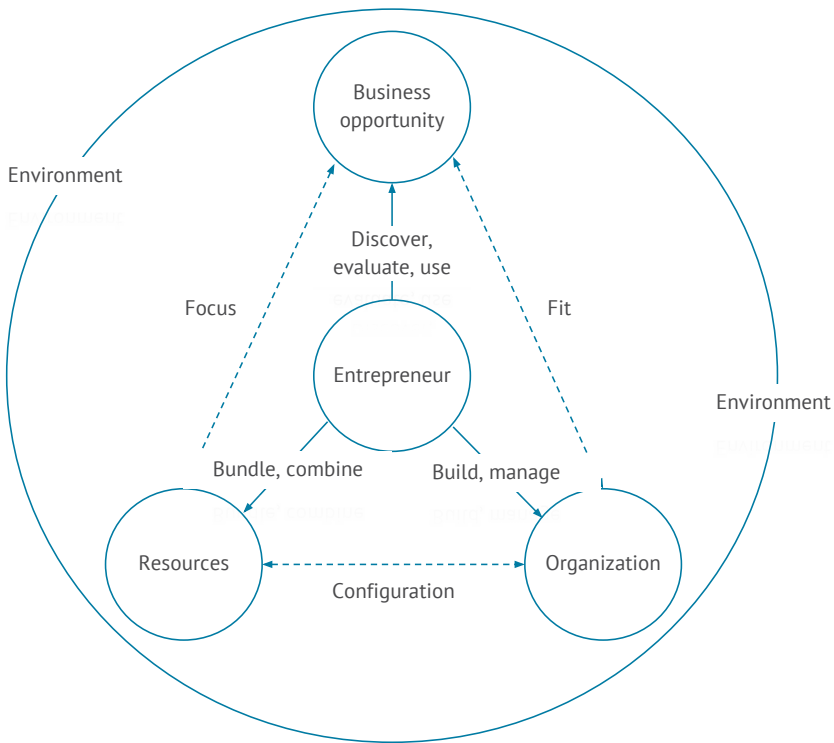 Business
opportunity
Environment
Discover,
evaluate, use
Focus
Fit
Entrepreneur
Environment
Bundle, combine
Build, manage
Resources
Organization
Configuration